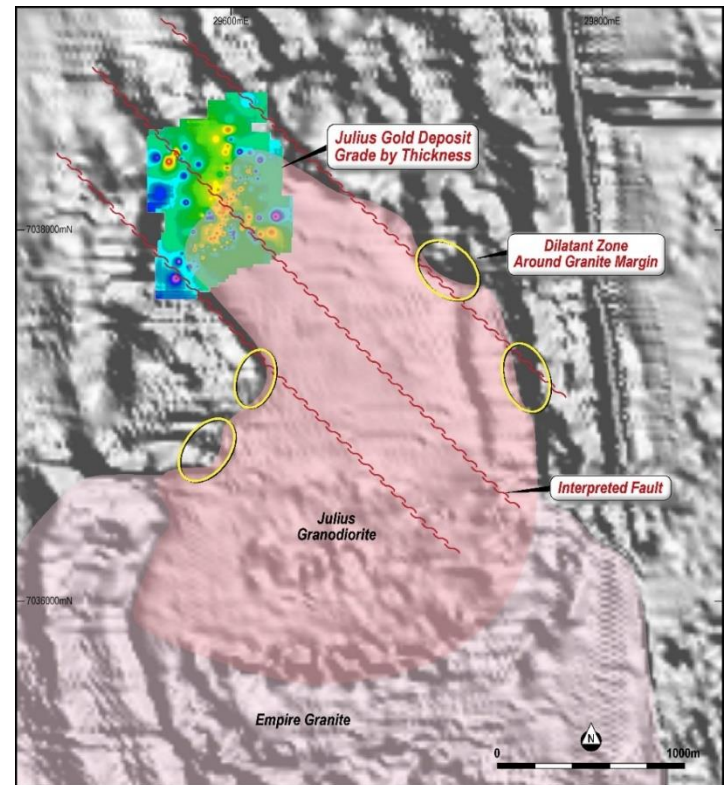 29600mE
29800mE
Julius Gold Deposit
Grade by Thickness
7038000mN
Dilatant Zone
Around Granite Margin
Interpreted Fault
Julius
Granodiorite
7036000mN
Empire Granite
N
0
1000m